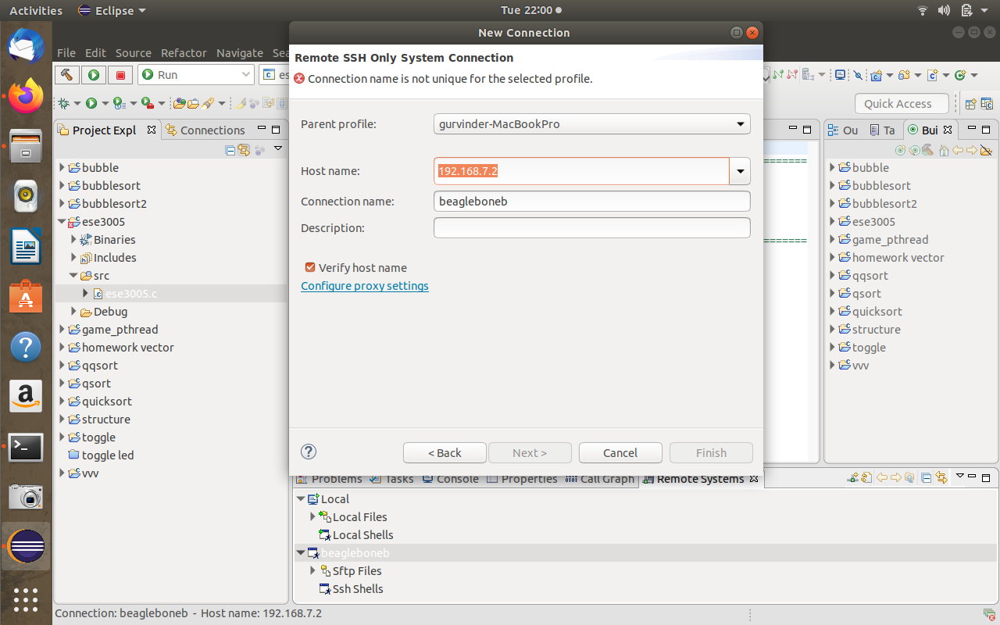 Activities Eclipse Tue 22:00
New Connection
File Edit Source Refactor Navigate Sea
Remote SSH Only System Connection
Run
Connection name is not unique for the selected profile.
Quick Access
Project Expl Connections
Ou Ta Bui
Parent profile: gurvinder-MacBookPro
Host name: 192.168.7.2
Connection name: beagleboneb
Description:
Verify host name
Configure proxy settings
< Back Next > Cancel Finish
bubble
bubblesort
bubblesort2
ese3005
Binaries
Includes
src
ese3005.c
Debug
game_pthread
homework vector
qqsort
qsort
quicksort
structure
toggle
toggle led
vvv
bubble
bubblesort
bubblesort2
ese3005
game_pthread
homework vector
qqsort
qsort
quicksort
structure
toggle
vvv
Problems Tasks Console Properties Call Graph Remote Systems
Local
Local Files
Local Shells
beagleboneb
Sftp Files
Ssh Shells
Connection: beagleboneb - Host name: 192.168.7.2